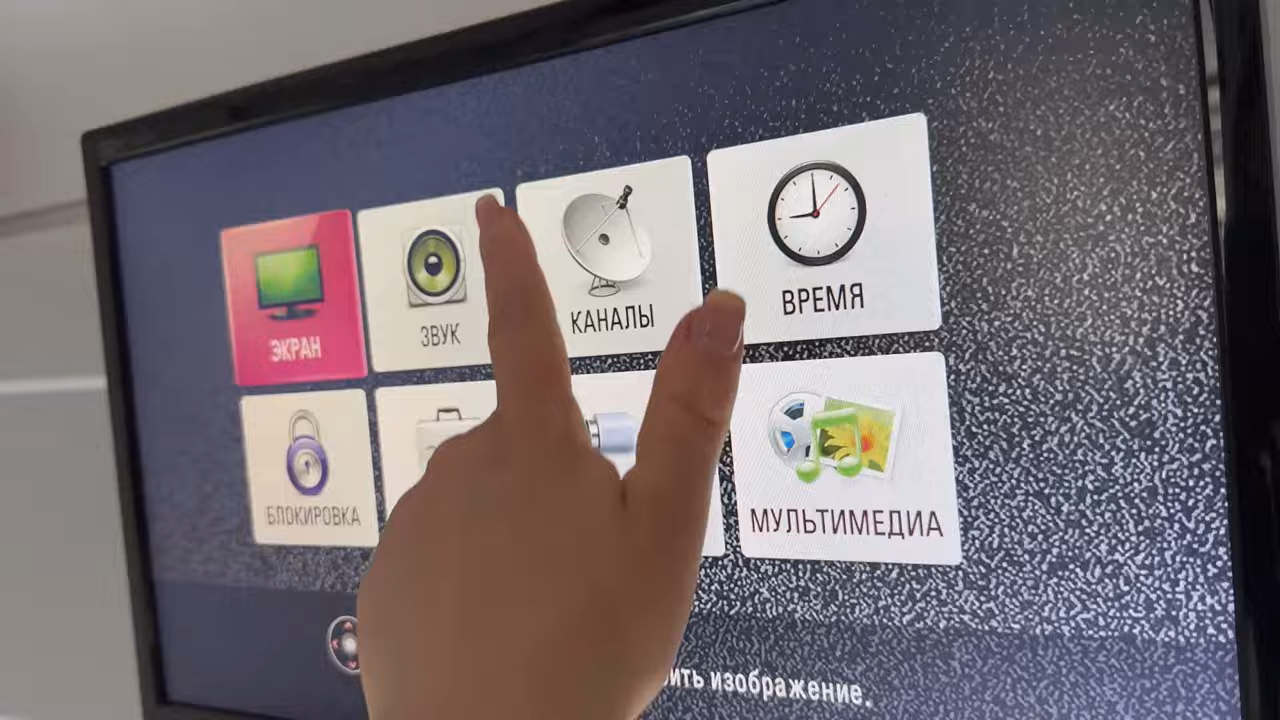 ЭКРАН
ЗВУК
КАНАЛЫ
ВРЕМЯ
БЛОКИРОВКА
МУЛЬТИМЕДИА
изображение.